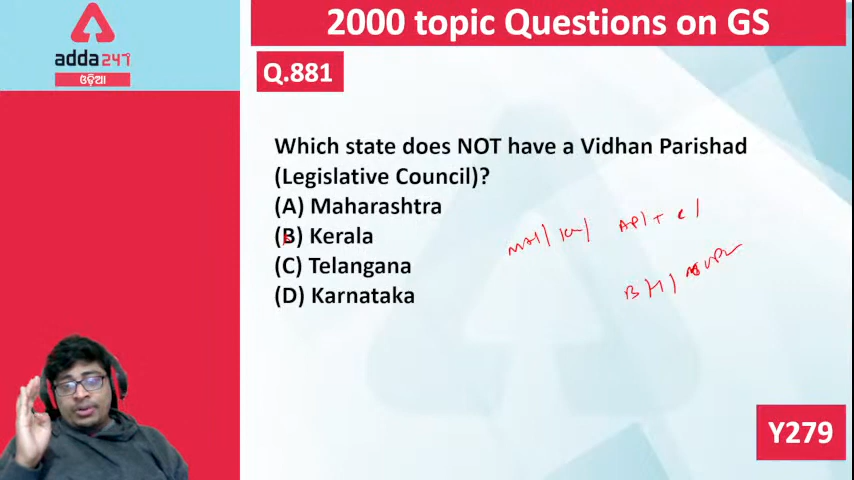 2000 topic Questions on GS
adda247
ଓଡ଼ିଆ
Q.881
Which state does NOT have a Vidhan Parishad
(Legislative Council)?
(A) Maharashtra
(B) Kerala
(C) Telangana
(D) Karnataka
Y279